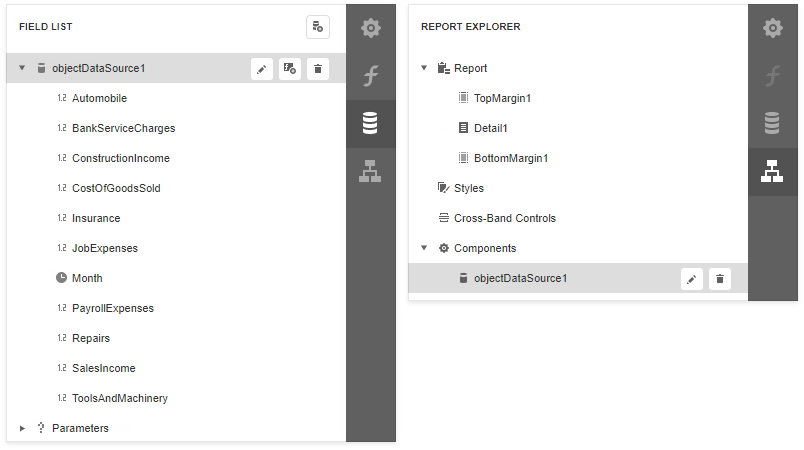 FIELD LIST
objectDataSource1
1.2 Automobile
1.2 BankServiceCharges
1.2 ConstructionIncome
1.2 CostOfGoodsSold
1.2 Insurance
1.2 JobExpenses
Month
1.2 PayrollExpenses
1.2 Repairs
1.2 SalesIncome
1.2 ToolsAndMachinery
Parameters
REPORT EXPLORER
Report
TopMargin1
Detail1
BottomMargin1
Styles
Cross-Band Controls
Components
objectDataSource1